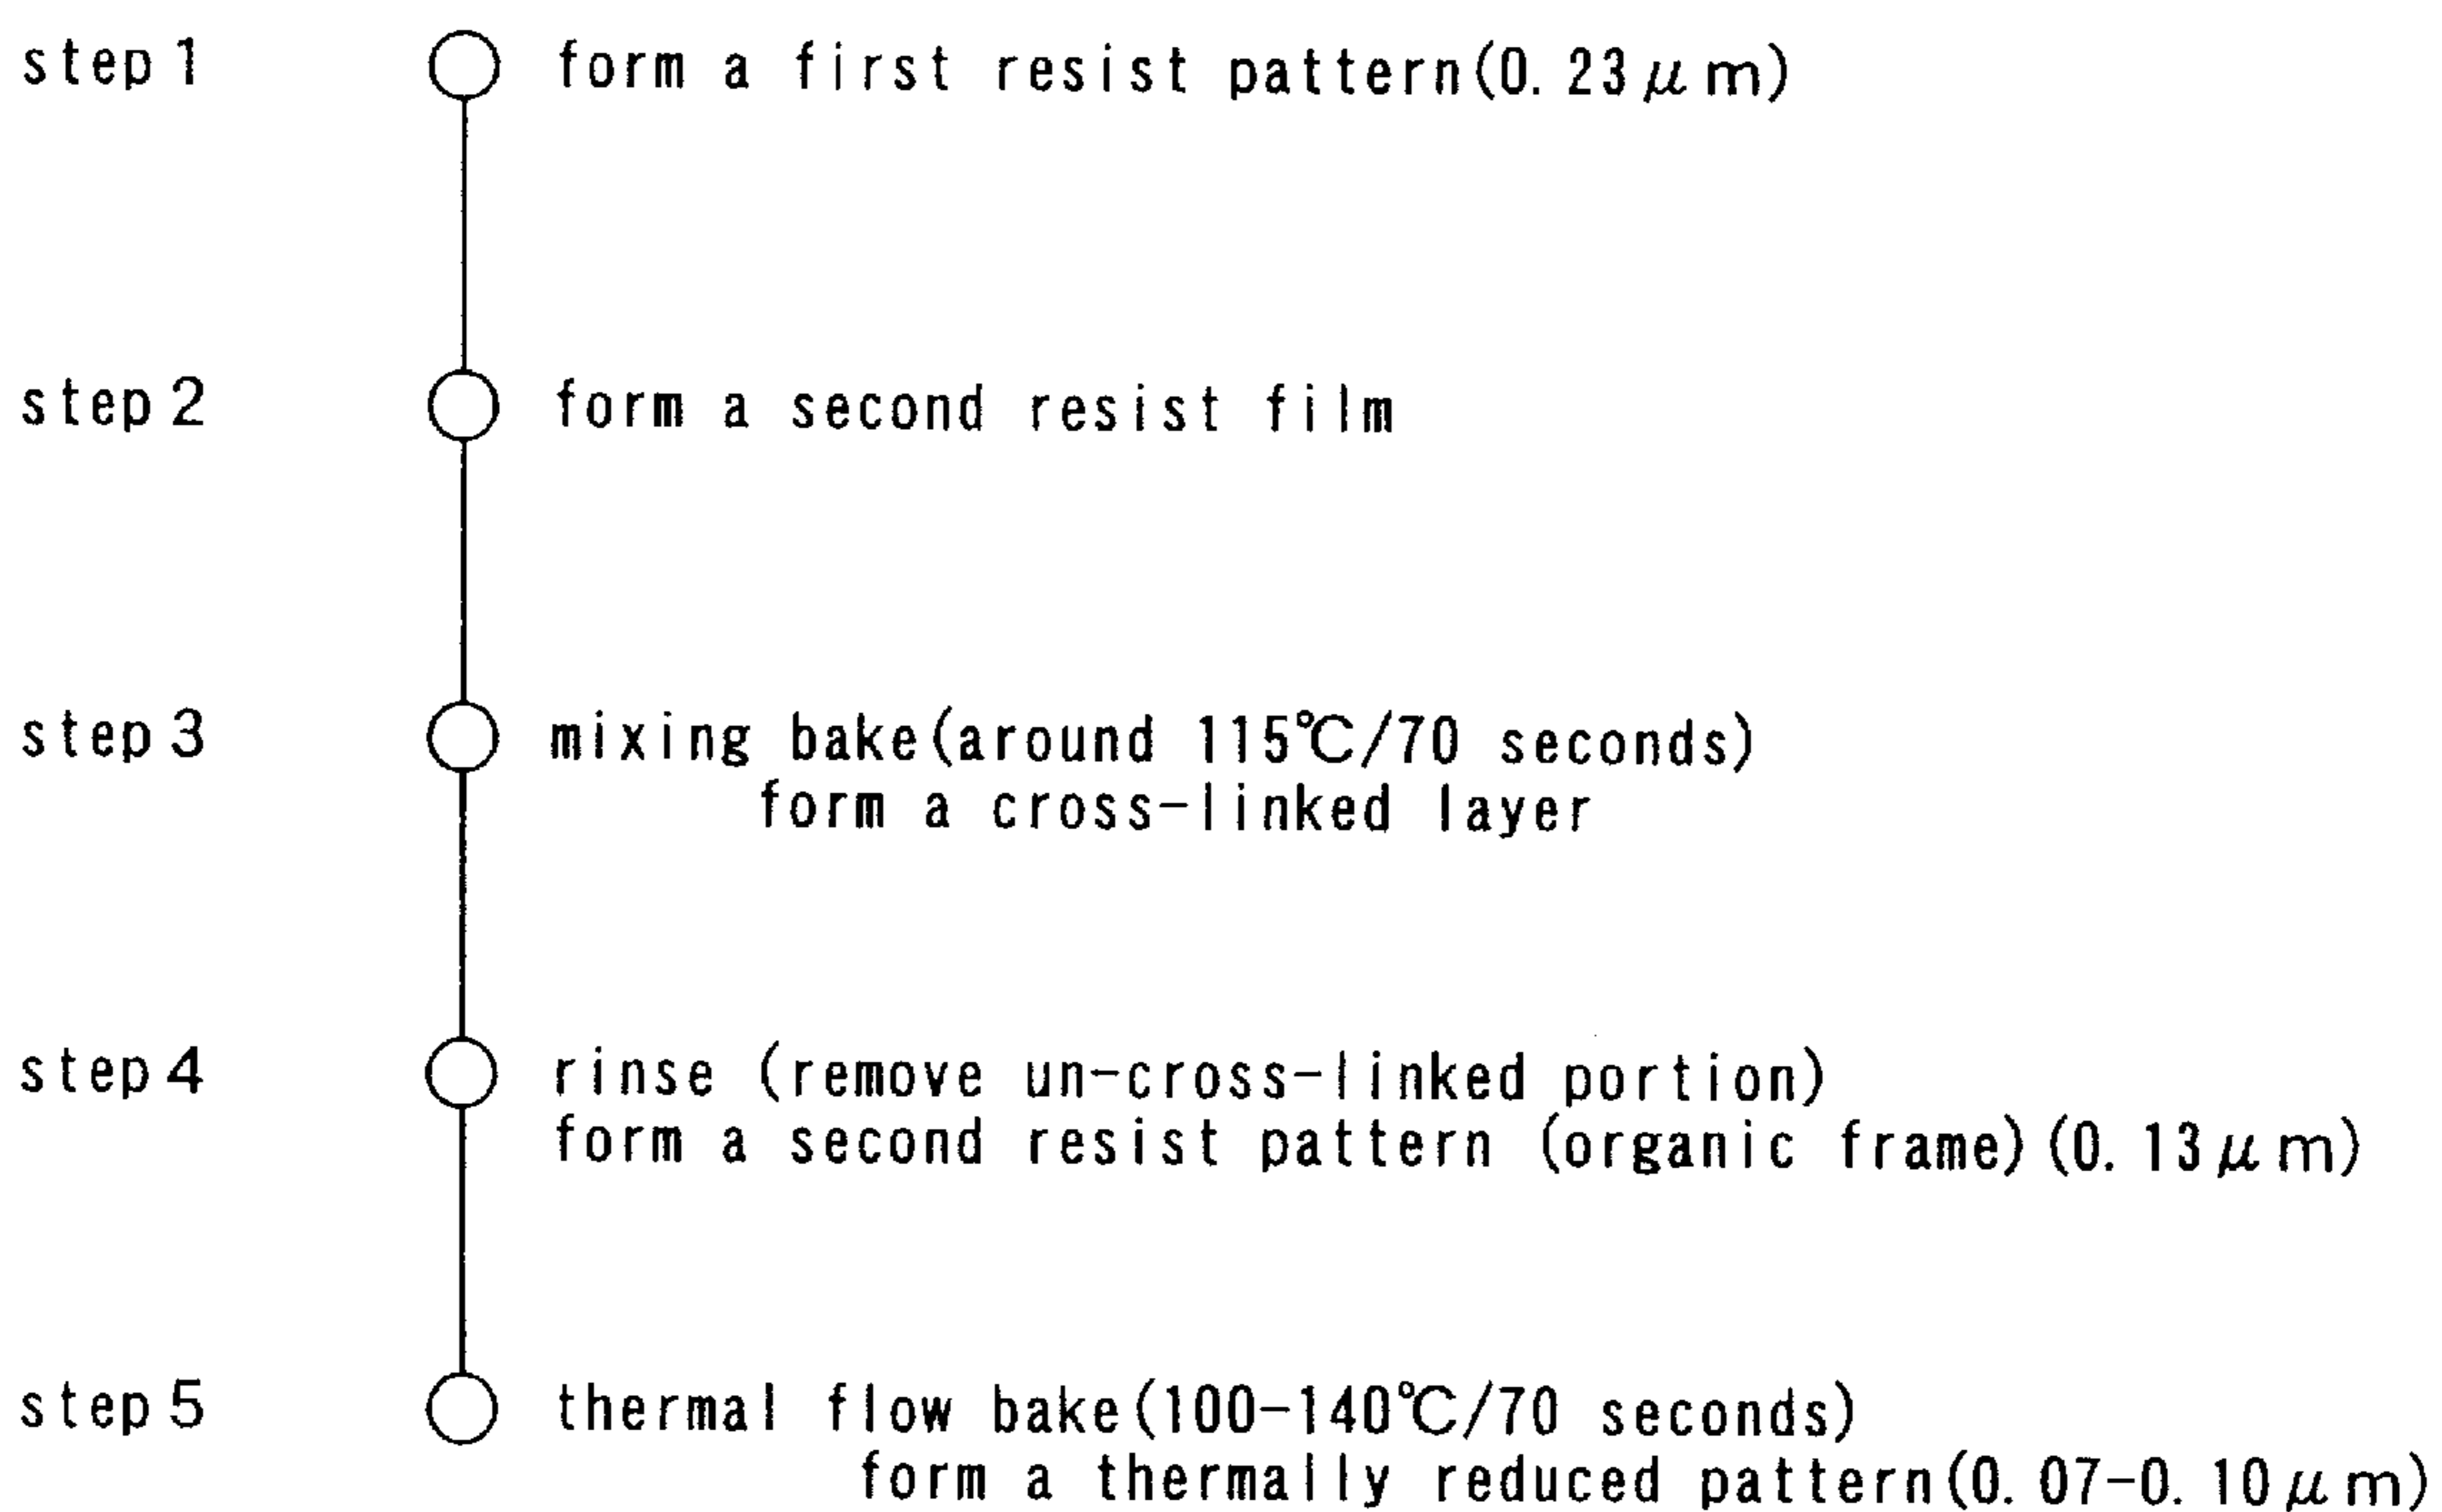 step 1 form a first resist pattern(0.23μm)
step 2 form a second resist film
step 3 mixing bake(around 115℃/70 seconds)
form a cross-linked layer
step 4 rinse (remove un-cross-linked portion)
form a second resist pattern (organic frame)(0.13μm)
step 5 thermal flow bake(100-140℃/70 seconds)
form a thermally reduced pattern(0.07-0.10μm)